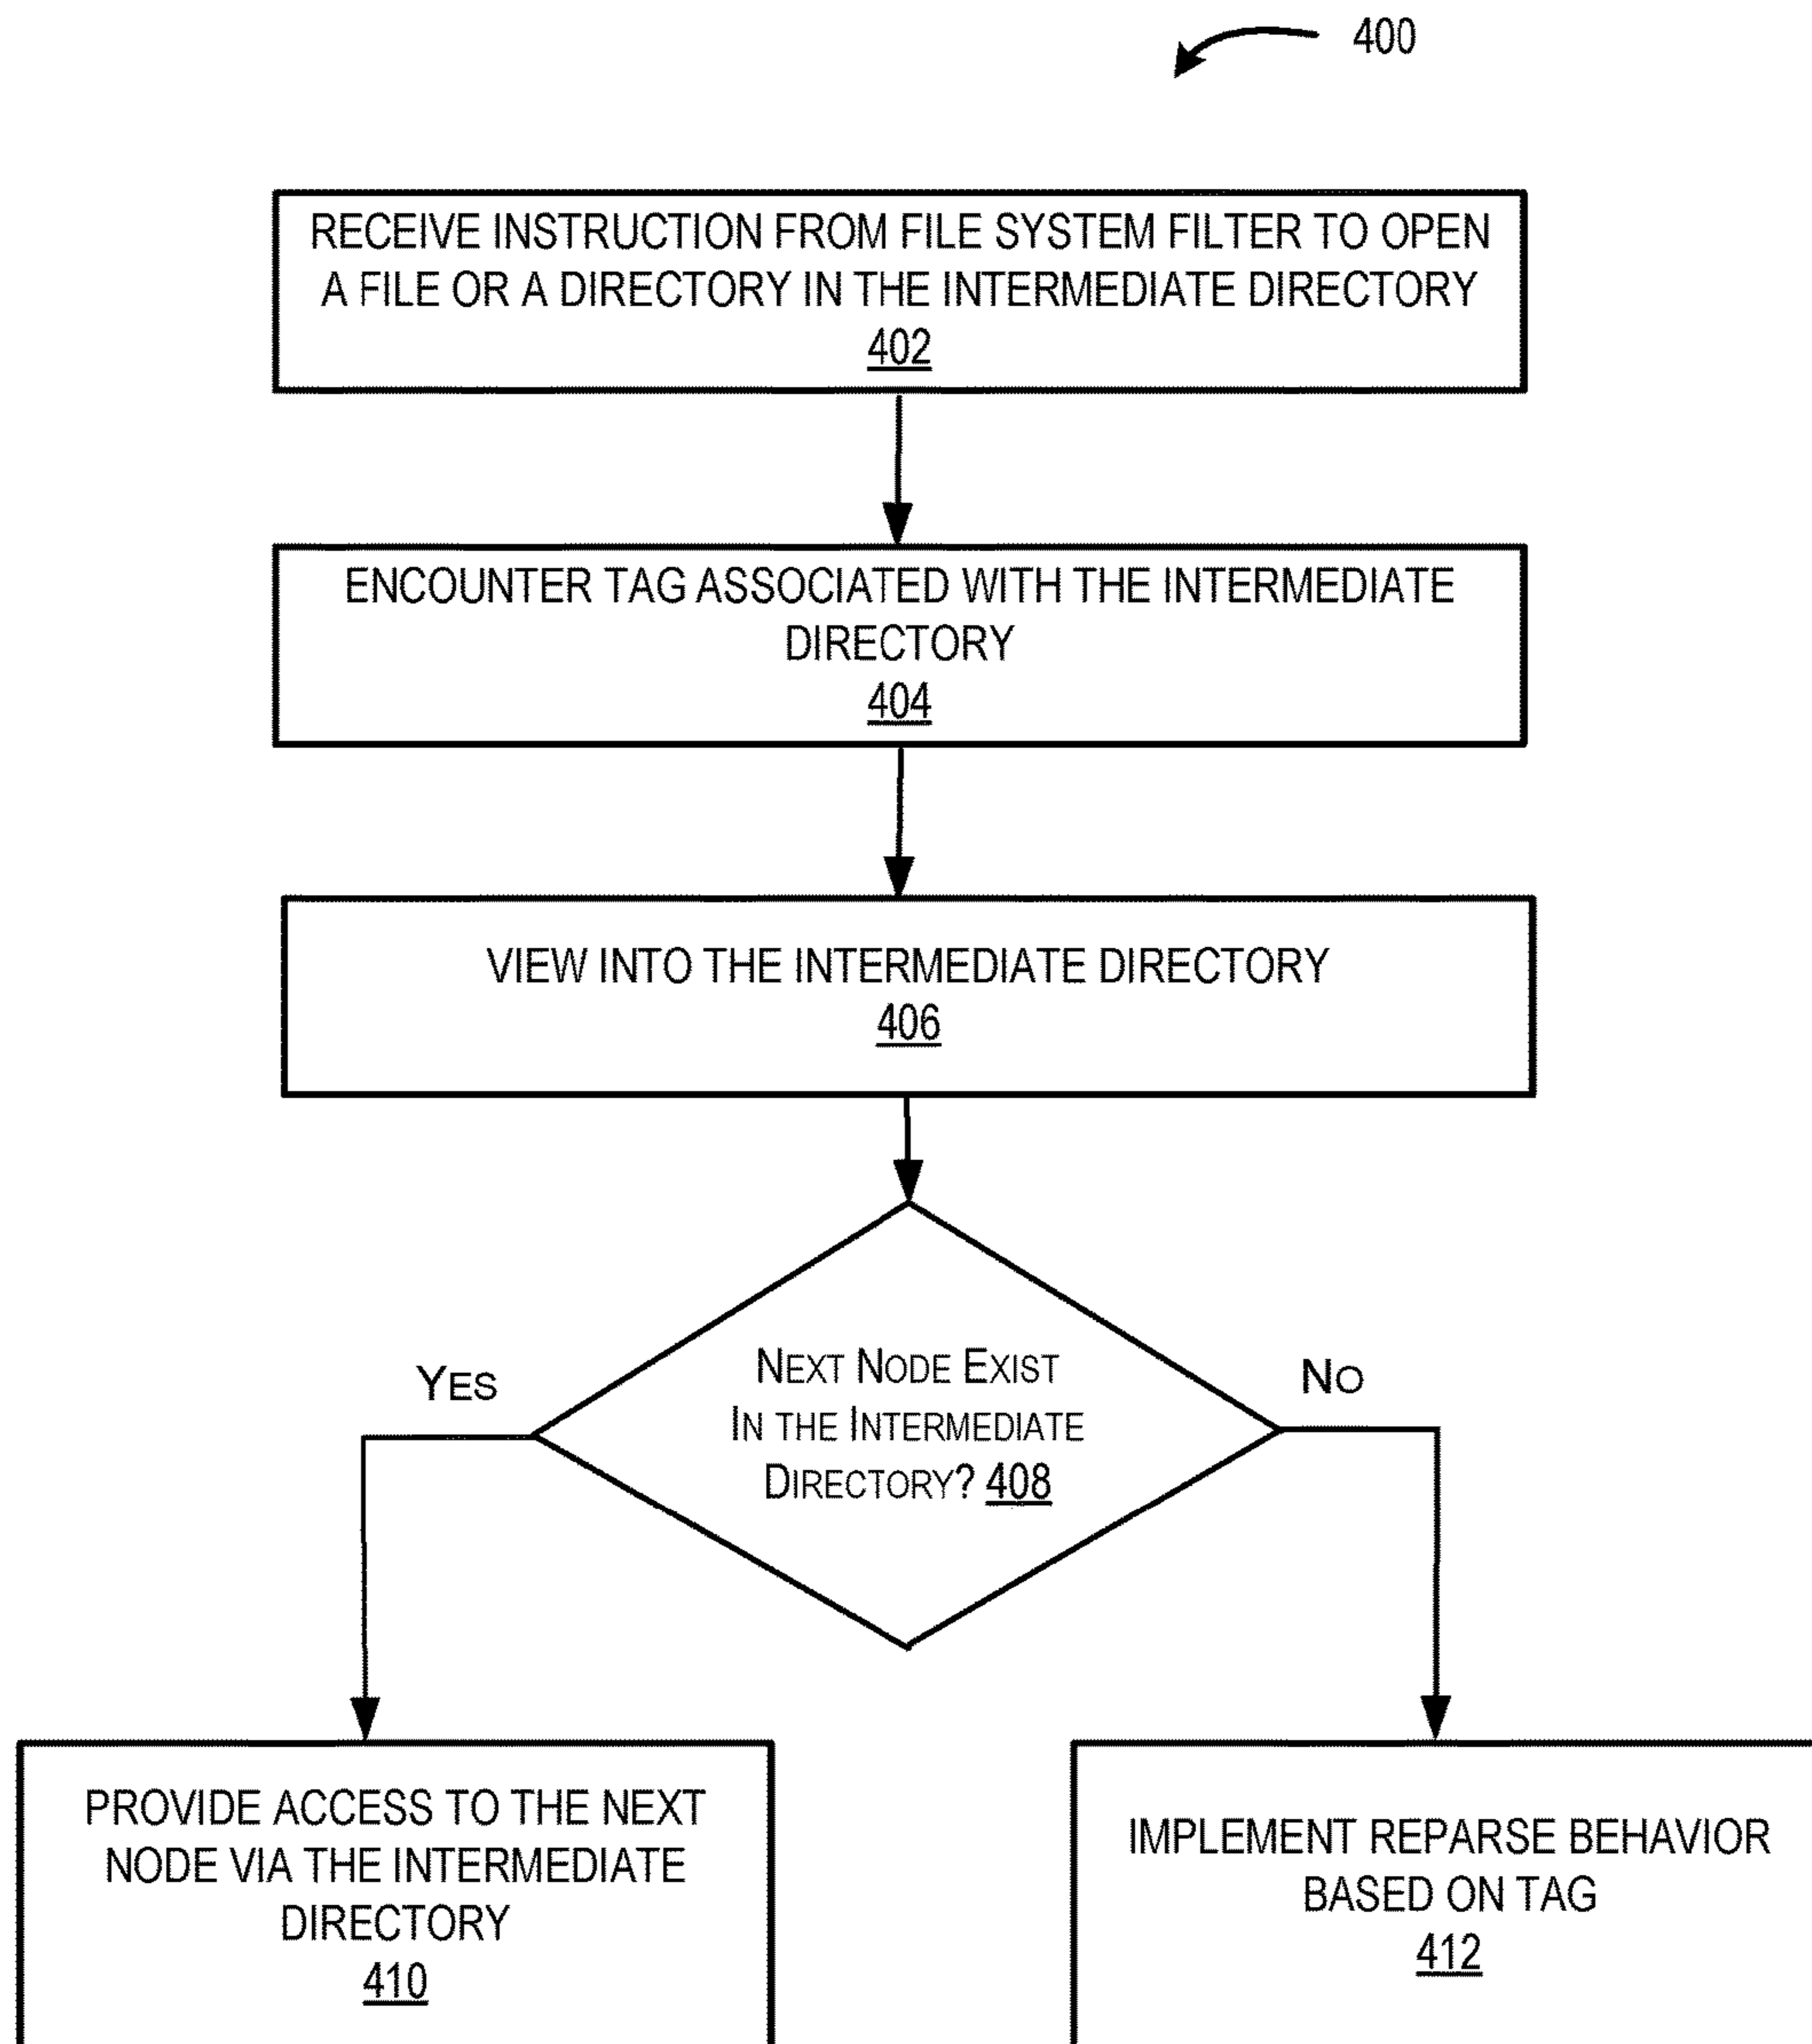 400
RECEIVE INSTRUCTION FROM FILE SYSTEM FILTER TO OPEN
A FILE OR A DIRECTORY IN THE INTERMEDIATE DIRECTORY
402
ENCOUNTER TAG ASSOCIATED WITH THE INTERMEDIATE
DIRECTORY
404
VIEW INTO THE INTERMEDIATE DIRECTORY
406
NEXT NODE EXIST
IN THE INTERMEDIATE
DIRECTORY? 408
YES
NO
PROVIDE ACCESS TO THE NEXT
NODE VIA THE INTERMEDIATE
DIRECTORY
410
IMPLEMENT REPARSE BEHAVIOR
BASED ON TAG
412